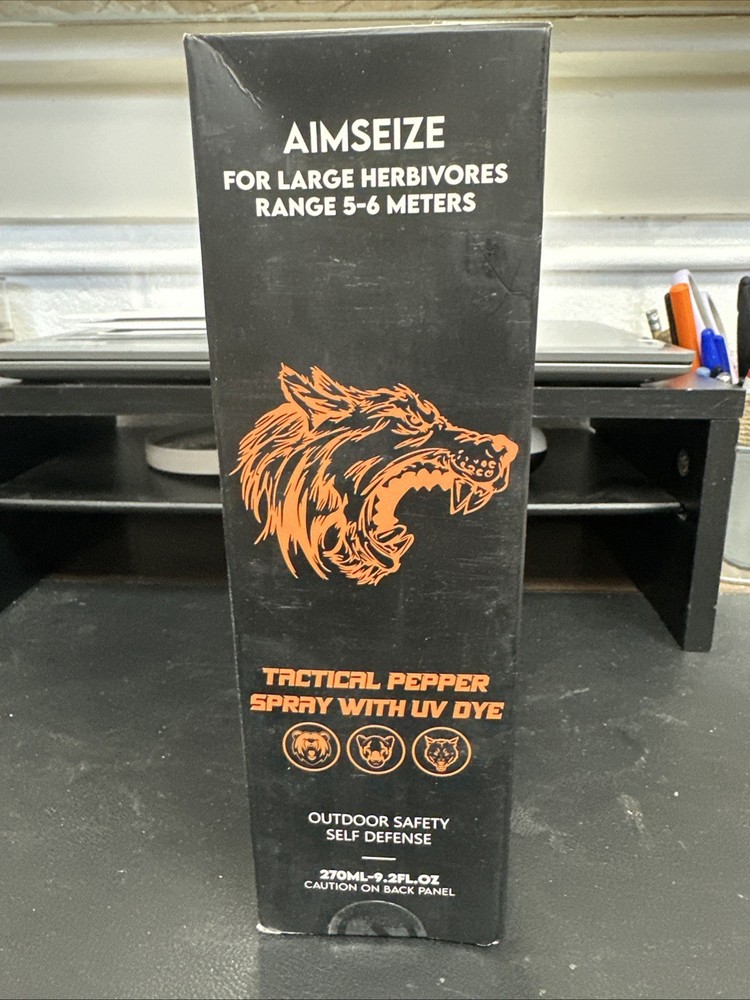 AIMSEIZE
FOR LARGE HERBIVORES
RANGE 5-6 METERS
TACTICAL PEPPER
SPRAY WITH UV DYE
OUTDOOR SAFETY
SELF DEFENSE
270ML-9.2FL.OZ
CAUTION ON BACK PANEL